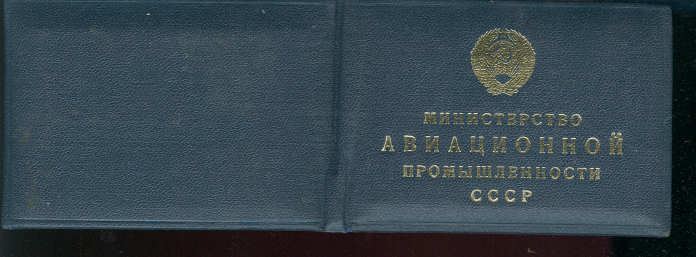 МИНИСТЕРСТВО
АВИАЦИОННОЙ
ПРОМЫШЛЕННОСТИ
СССР